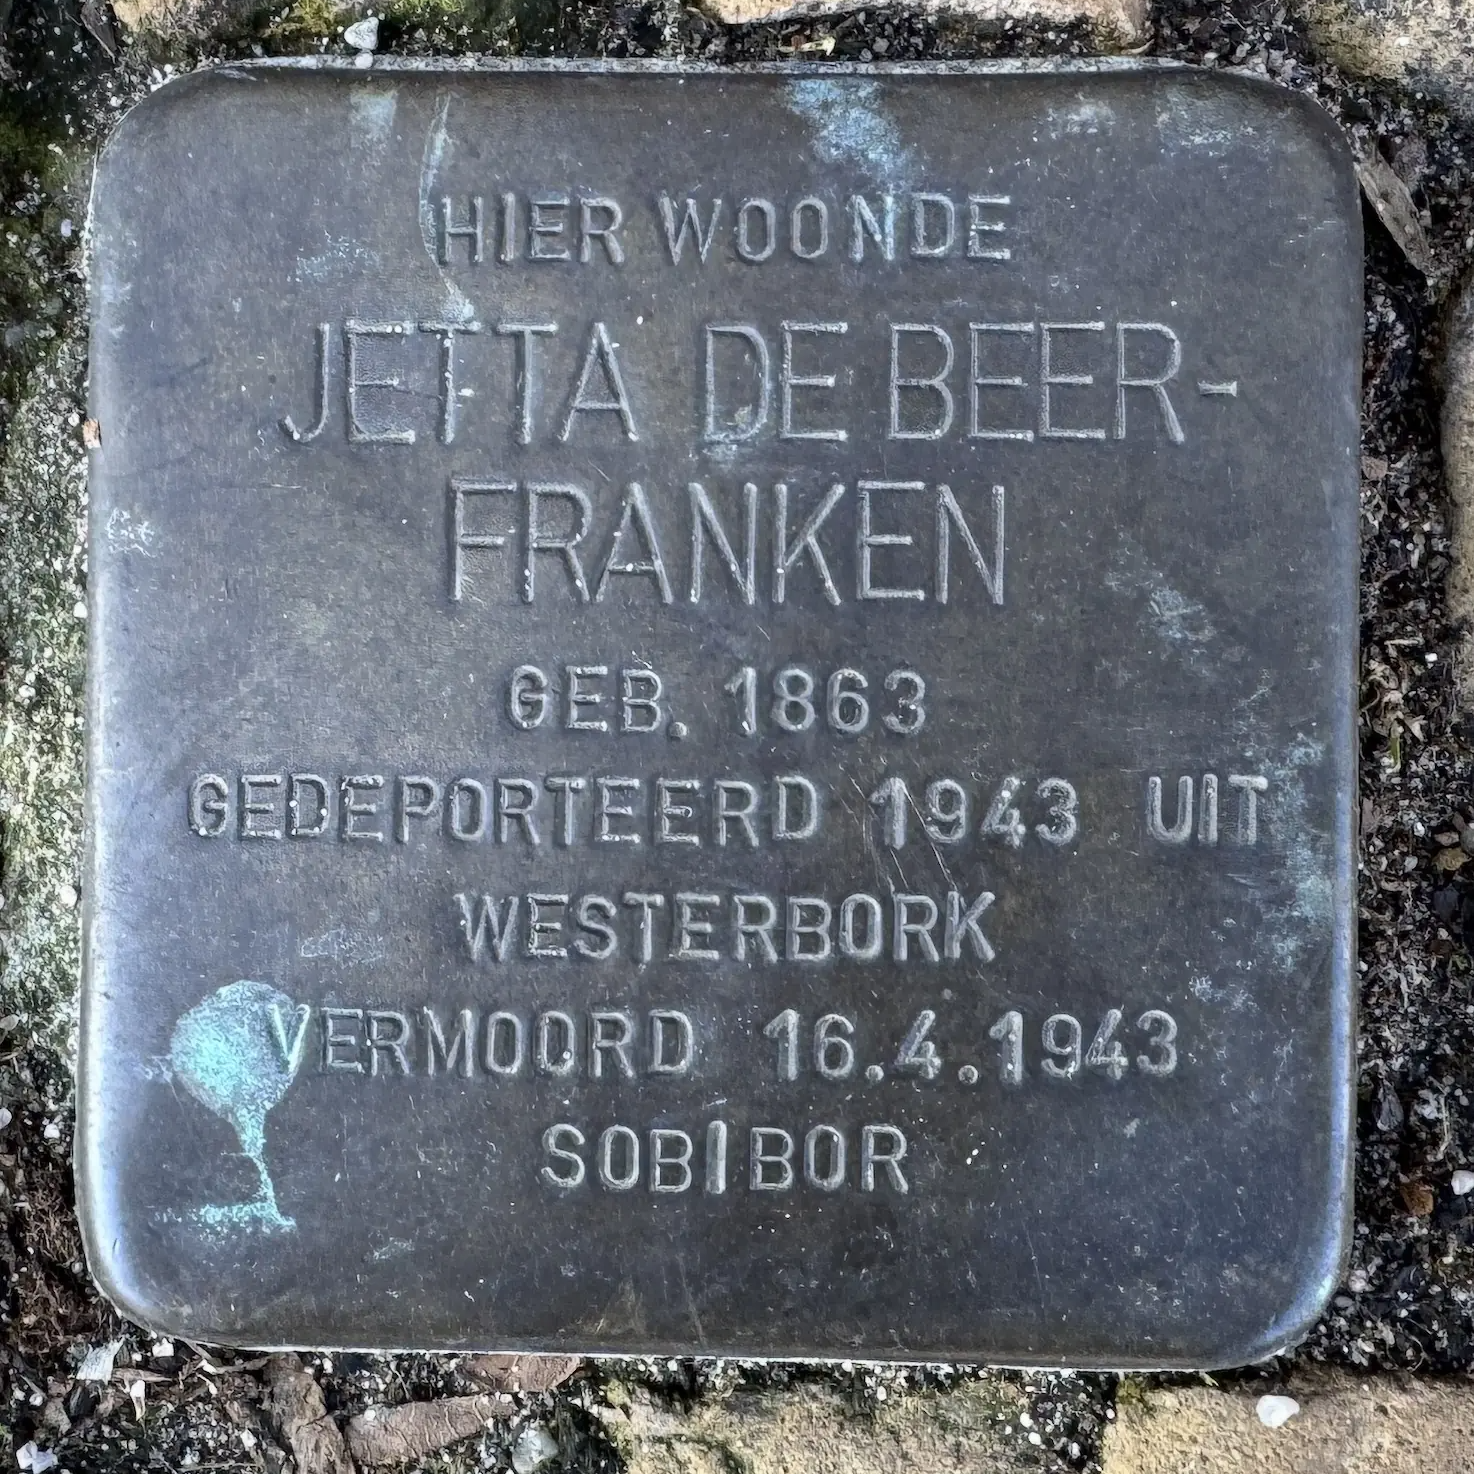 HIER WOONDE
JETTA DE BEER-
FRANKEN
GEB. 1863
GEDEPORTEERD 1943 UIT
WESTERBORK
VERMOORD 16.4.1943
SOBIBOR